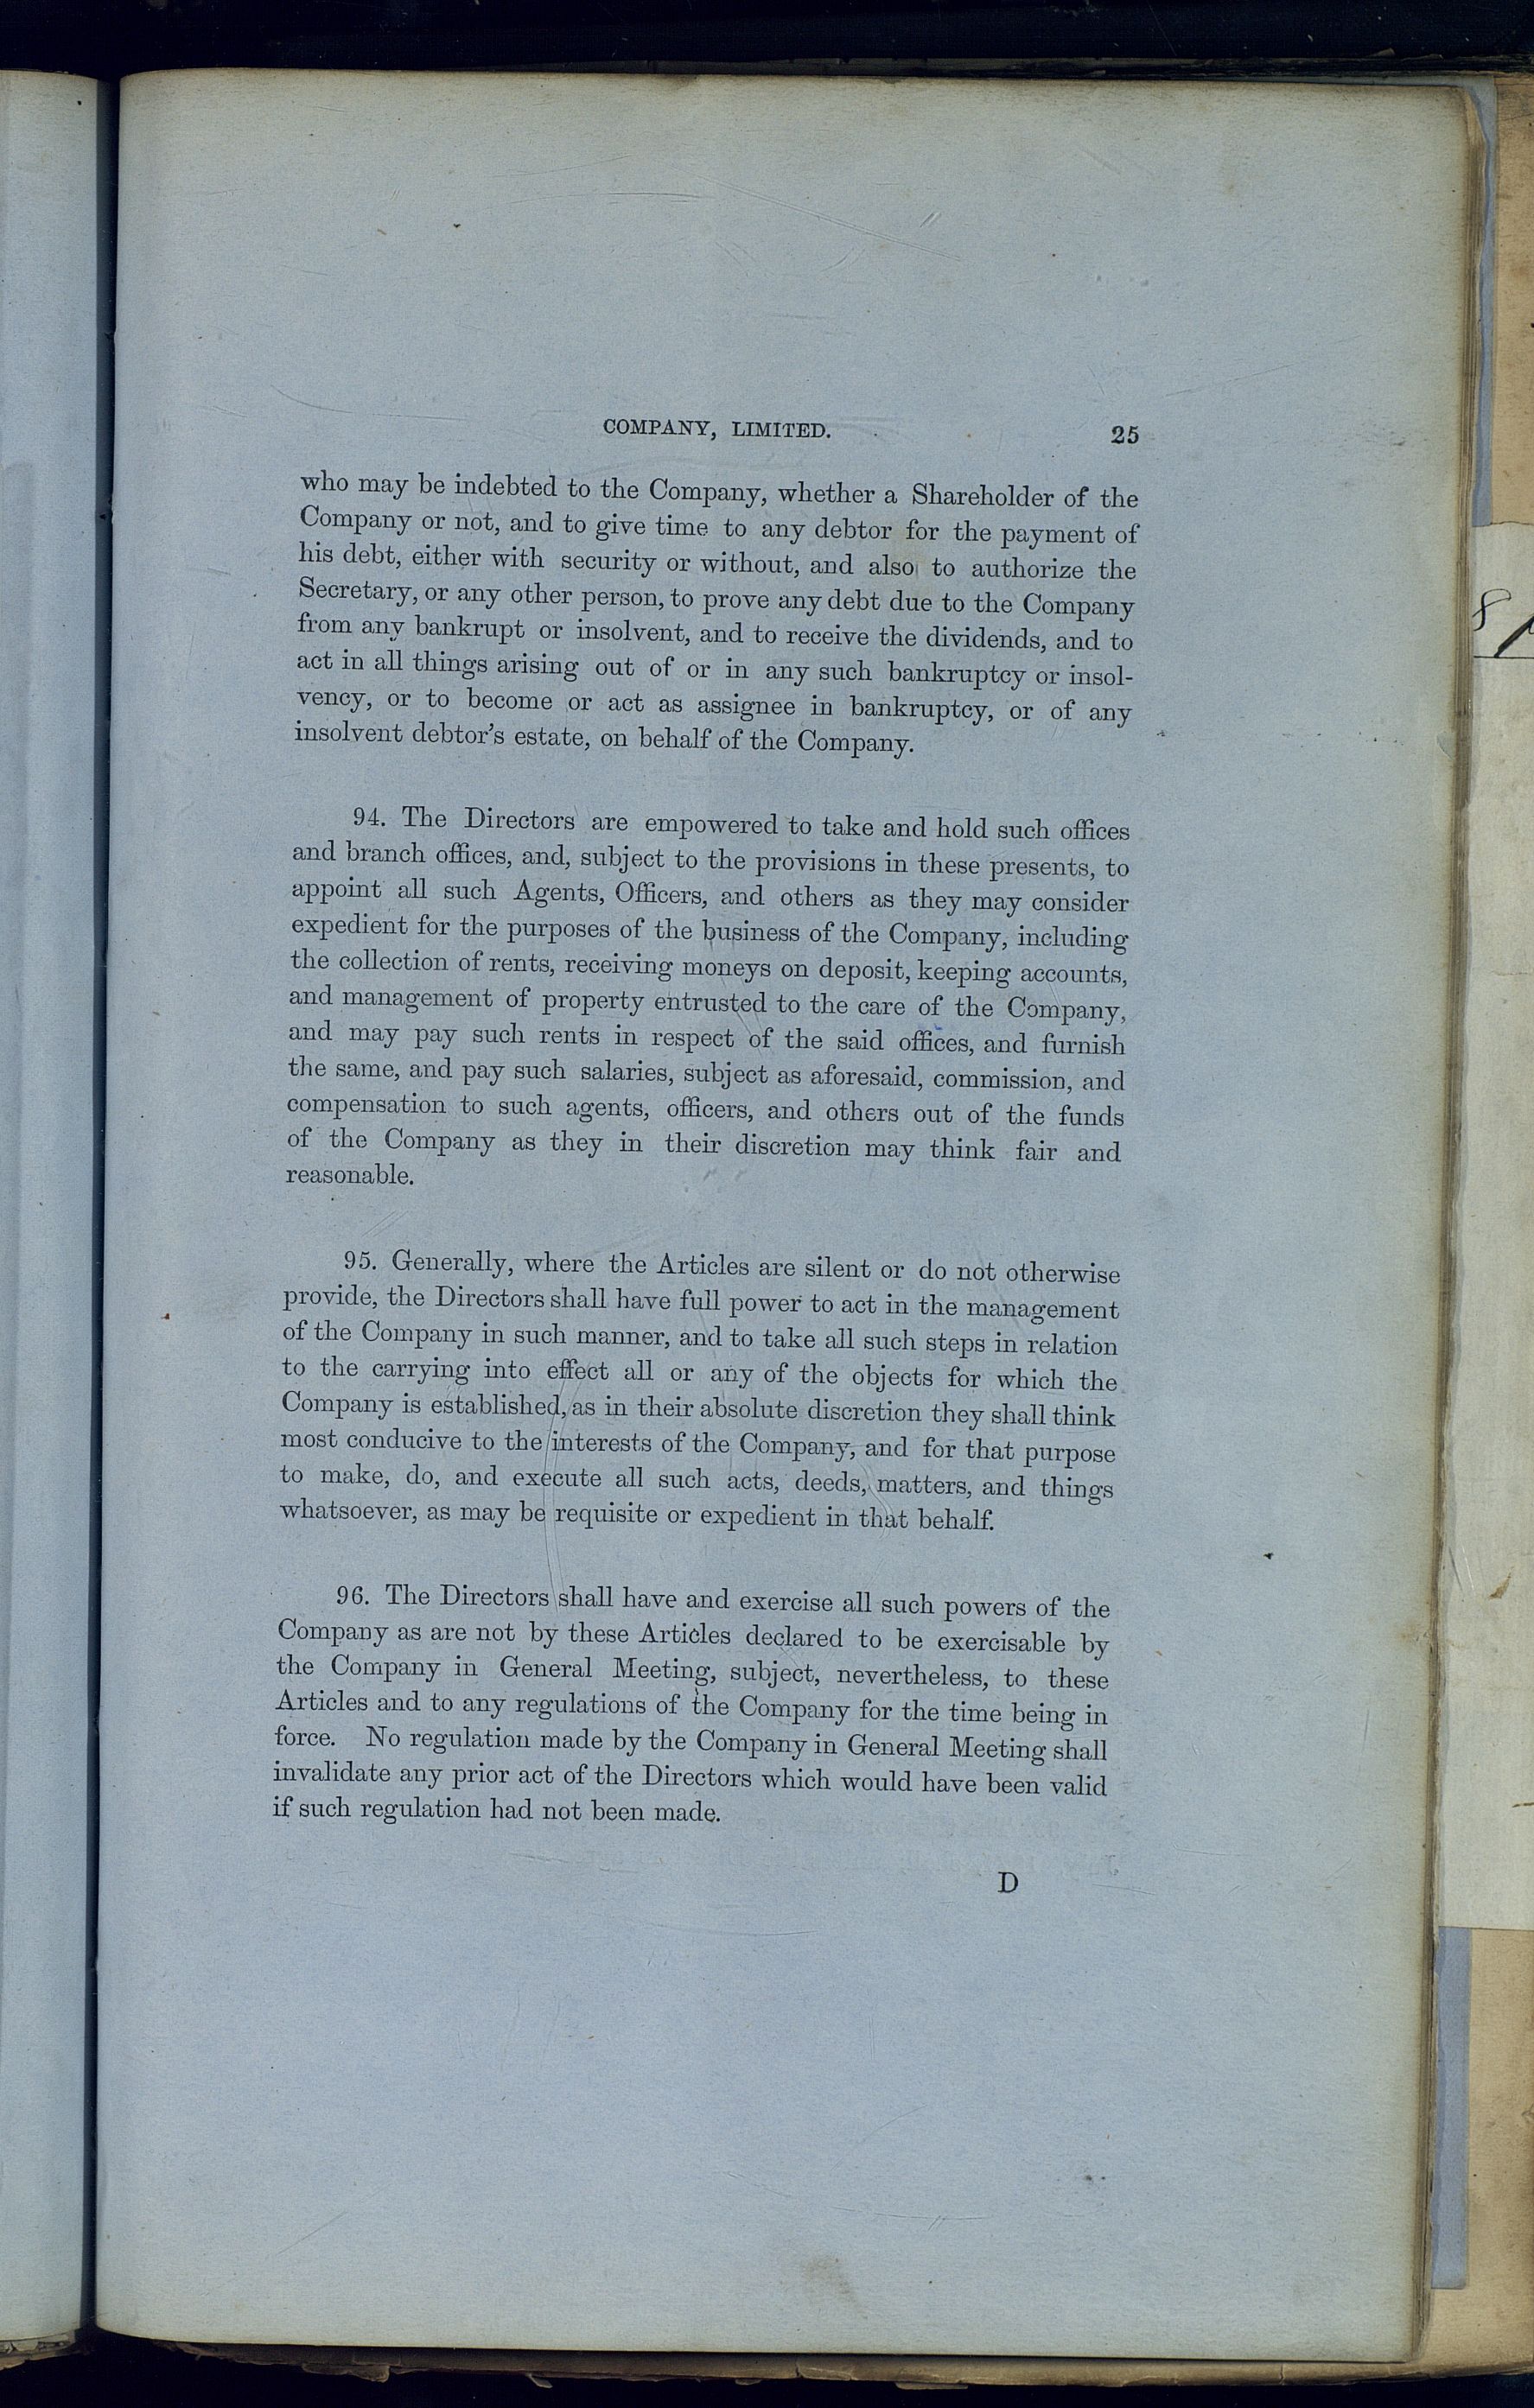 COMPANY, LIMITED. 25
who may be indebted to the Company, whether a Shareholder of the
Company or not, and to give time to any debtor for the payment of
his debt, either with security or without, and also to authorize the
Secretary, or any other person, to prove any debt due to the Company
from any bankrupt or insolvent, and to receive the dividends, and to
act in all things arising out of or in any such bankruptcy or insol-
vency, or to become or act as assignee in bankruptcy, or of any
insolvent debtor's estate, on behalf of the Company.
94. The Directors are empowered to take and hold such offices
and branch offices, and, subject to the provisions in these presents, to
appoint all such Agents, Officers, and others as they may consider
expedient for the purposes of the business of the Company, including
the collection of rents, receiving moneys on deposit, keeping accounts,
and management of property entrusted to the care of the Company,
and may pay such rents in respect of the said offices, and furnish
the same, and pay such salaries, subject as aforesaid, commission, and
compensation to such agents, officers, and others out of the funds
of the Company as they in their discretion may think fair and
reasonable.
95. Generally, where the Articles are silent or do not otherwise
provide, the Directors shall have full power to act in the management
of the Company in such manner, and to take all such steps in relation
to the carrying into effect all or any of the objects for which the
Company is established, as in their absolute discretion they shall think
most conducive to the interests of the Company, and for that purpose
to make, do, and execute all such acts, deeds, matters, and things
whatsoever, as may be requisite or expedient in that behalf.
96. The Directors shall have and exercise all such powers of the
Company as are not by these Articles declared to be exercisable by
the Company in General Meeting, subject, nevertheless, to these
Articles and to any regulations of the Company for the time being in
force. No regulation made by the Company in General Meeting shall
invalidate any prior act of the Directors which would have been valid
if such regulation had not been made.
D